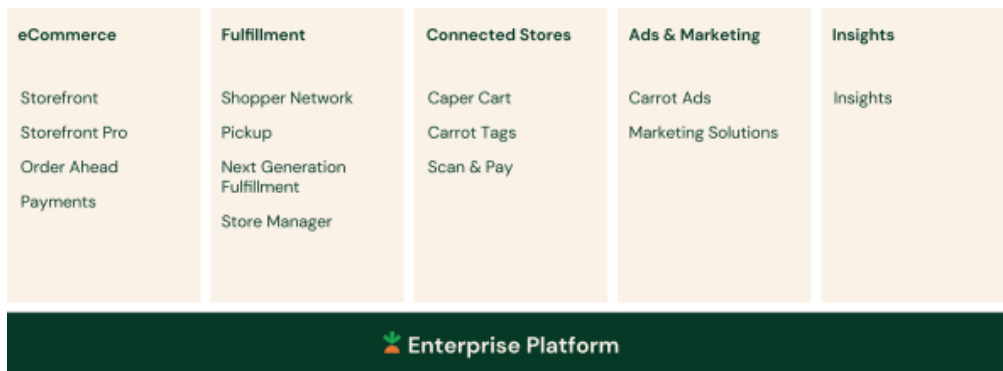 eCommerce
Storefront
Storefront Pro
Order Ahead
Payments
Fulfillment
Shopper Network
Pickup
Next Generation
Fulfillment
Store Manager
Connected Stores
Caper Cart
Carrot Tags
Scan & Pay
Ads & Marketing
Carrot Ads
Marketing Solutions
Insights
Insights
Enterprise Platform